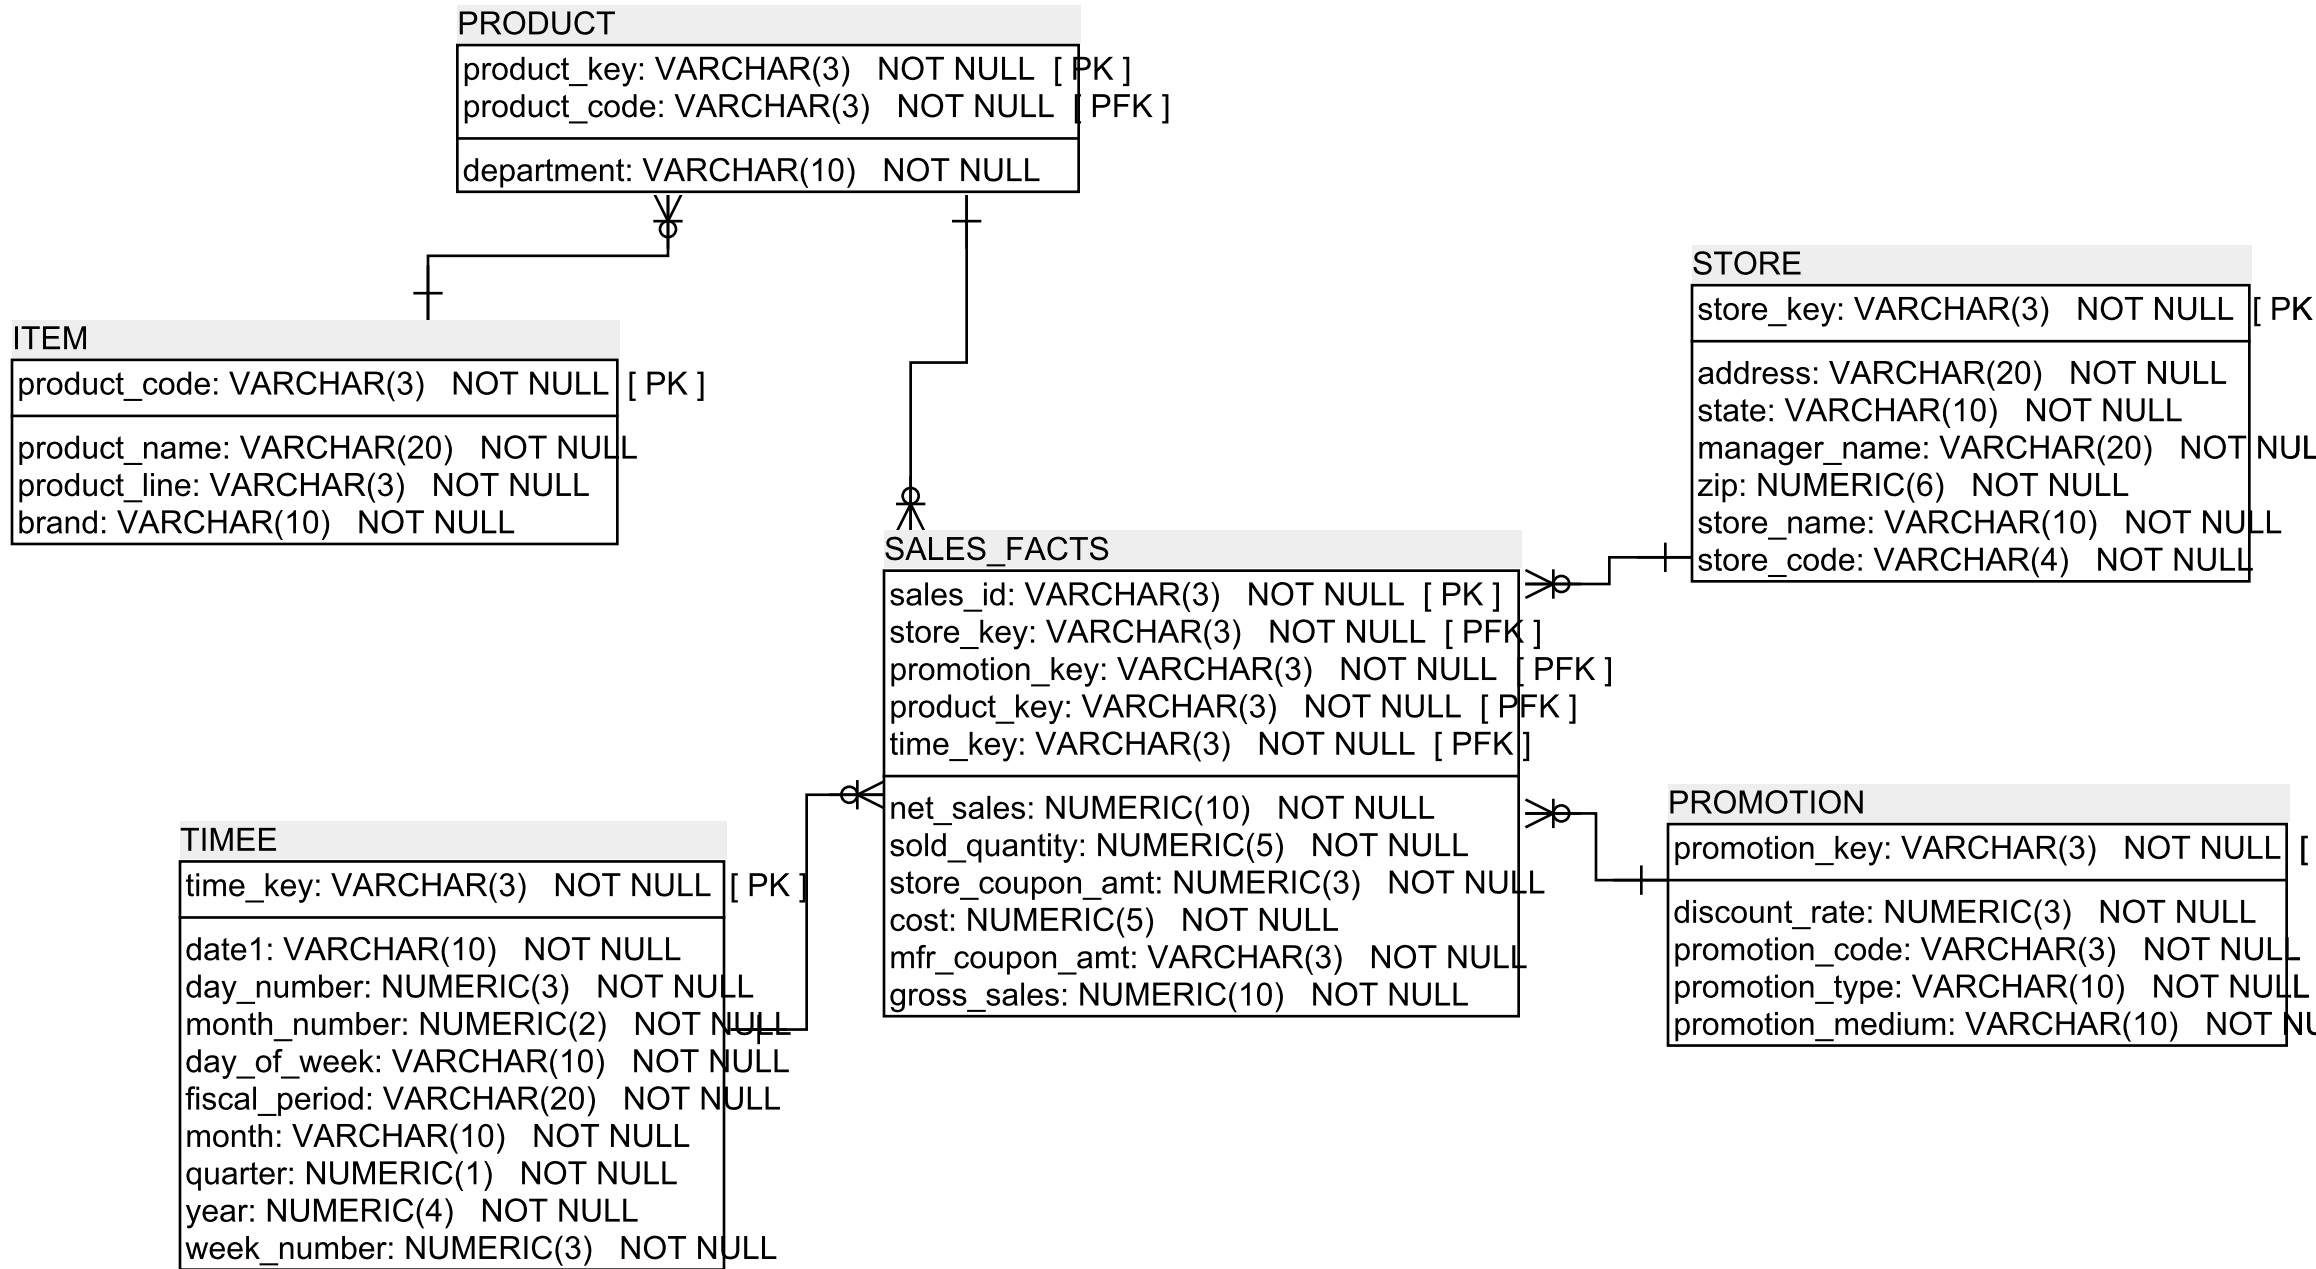 PRODUCT
product_key: VARCHAR(3) NOT NULL [ PK ]
product_code: VARCHAR(3) NOT NULL [ PFK ]
department: VARCHAR(10) NOT NULL
ITEM
product_code: VARCHAR(3) NOT NULL [ PK ]
product_name: VARCHAR(20) NOT NULL
product_line: VARCHAR(3) NOT NULL
brand: VARCHAR(10) NOT NULL
STORE
store_key: VARCHAR(3) NOT NULL [ PK
address: VARCHAR(20) NOT NULL
state: VARCHAR(10) NOT NULL
manager_name: VARCHAR(20) NOT NUL
zip: NUMERIC(6) NOT NULL
store_name: VARCHAR(10) NOT NULL
store_code: VARCHAR(4) NOT NULL
SALES_FACTS
sales_id: VARCHAR(3) NOT NULL [ PK ]
store_key: VARCHAR(3) NOT NULL [ PFK ]
promotion_key: VARCHAR(3) NOT NULL [ PFK ]
product_key: VARCHAR(3) NOT NULL [ PFK ]
time_key: VARCHAR(3) NOT NULL [ PFK ]
net_sales: NUMERIC(10) NOT NULL
sold_quantity: NUMERIC(5) NOT NULL
store_coupon_amt: NUMERIC(3) NOT NULL
cost: NUMERIC(5) NOT NULL
mfr_coupon_amt: VARCHAR(3) NOT NULL
gross_sales: NUMERIC(10) NOT NULL
TIMEE
time_key: VARCHAR(3) NOT NULL [ PK ]
date1: VARCHAR(10) NOT NULL
day_number: NUMERIC(3) NOT NULL
month_number: NUMERIC(2) NOT NULL
day_of_week: VARCHAR(10) NOT NULL
fiscal_period: VARCHAR(20) NOT NULL
month: VARCHAR(10) NOT NULL
quarter: NUMERIC(1) NOT NULL
year: NUMERIC(4) NOT NULL
week_number: NUMERIC(3) NOT NULL
PROMOTION
promotion_key: VARCHAR(3) NOT NULL [
discount_rate: NUMERIC(3) NOT NULL
promotion_code: VARCHAR(3) NOT NULL
promotion_type: VARCHAR(10) NOT NULL
promotion_medium: VARCHAR(10) NOT NU